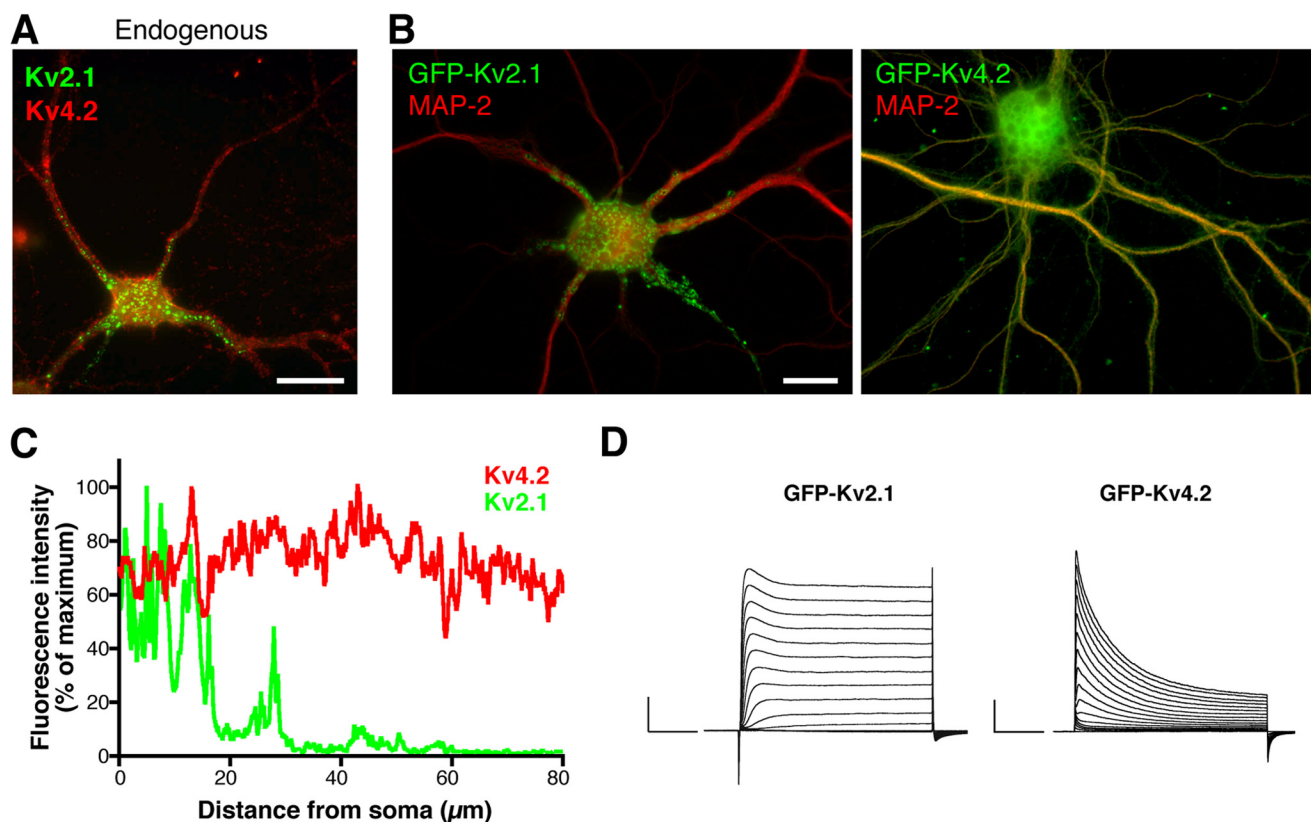 A
Endogenous
Kv2.1
Kv4.2
B
GFP-Kv2.1
MAP-2
GFP-Kv4.2
MAP-2
C
Kv4.2
Kv2.1
Fluorescence intensity
(% of maximum)
100
80
60
40
20
0
0 20 40 60 80
Distance from soma (µm)
D
GFP-Kv2.1
GFP-Kv4.2